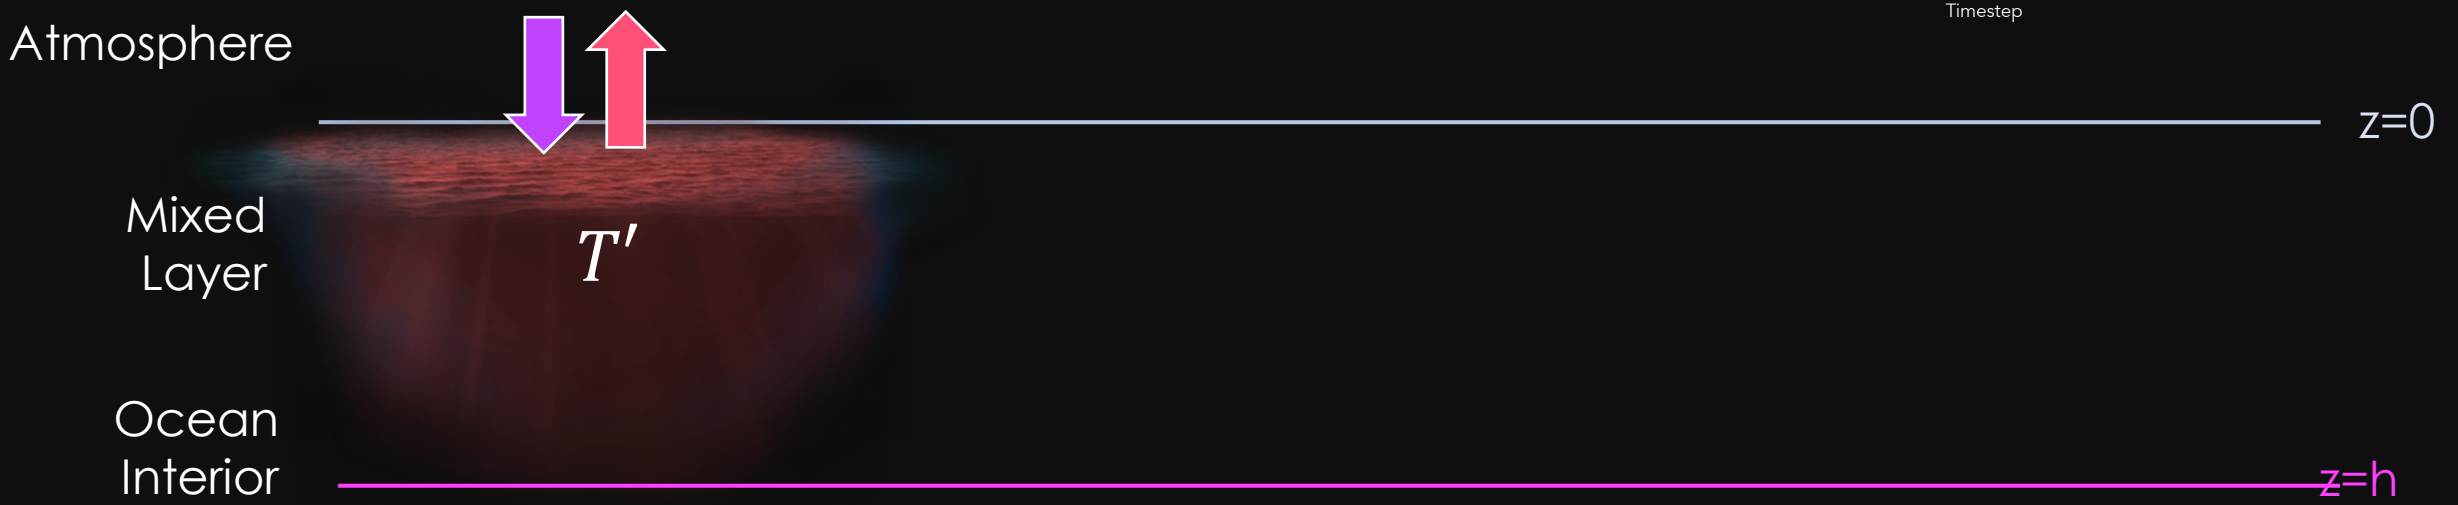 Timestep
Atmosphere
z=0
Mixed
Layer
T′
Ocean
Interior
z=h